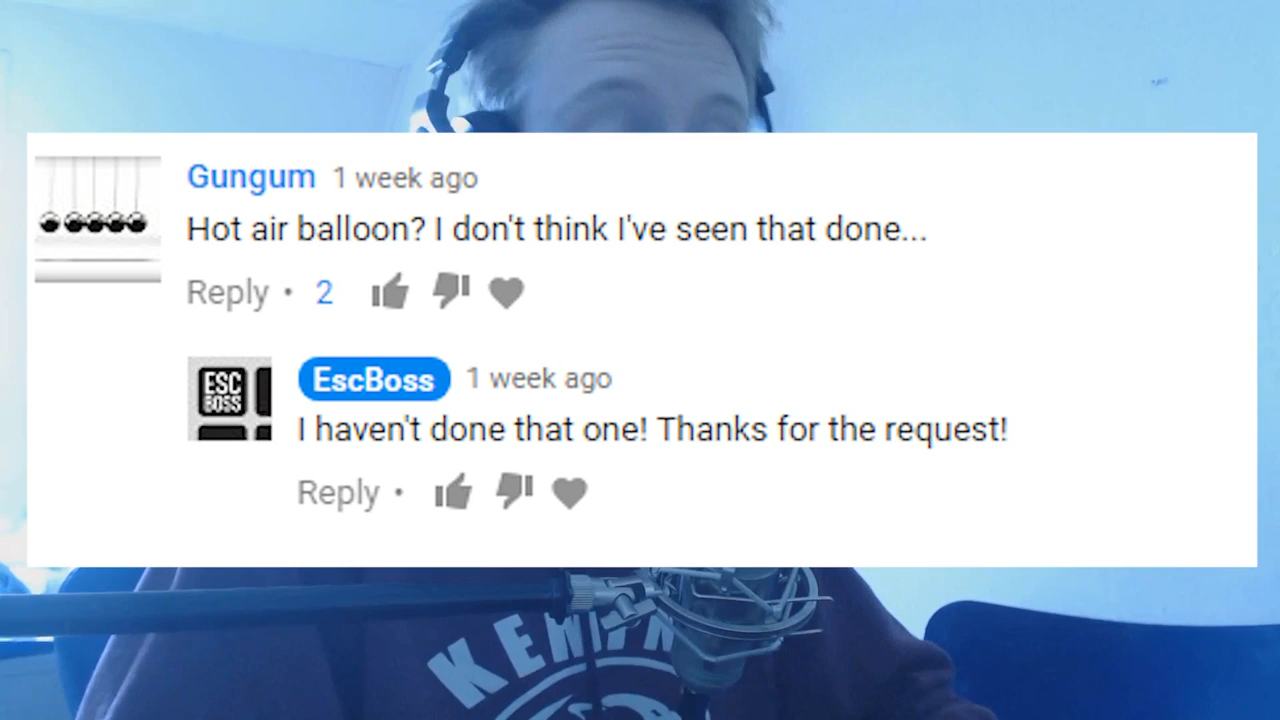 Gungum 1 week ago
Hot air balloon? I don't think I've seen that done...
Reply • 2
ESC
BOSS
EscBoss 1 week ago
I haven't done that one! Thanks for the request!
Reply •